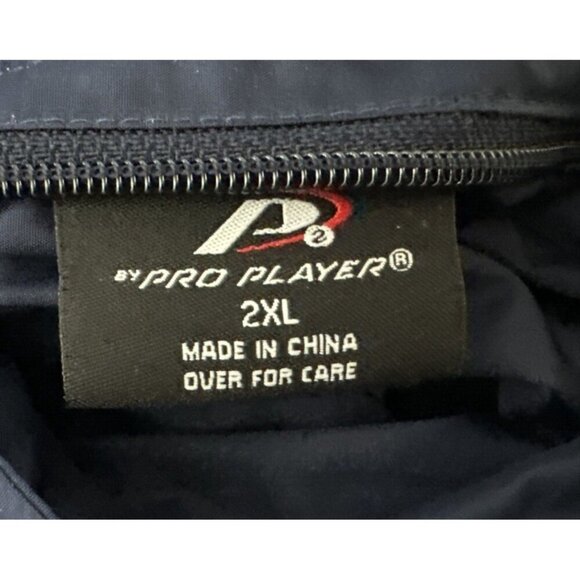 P2
BY PRO PLAYER®
2XL
MADE IN CHINA
OVER FOR CARE